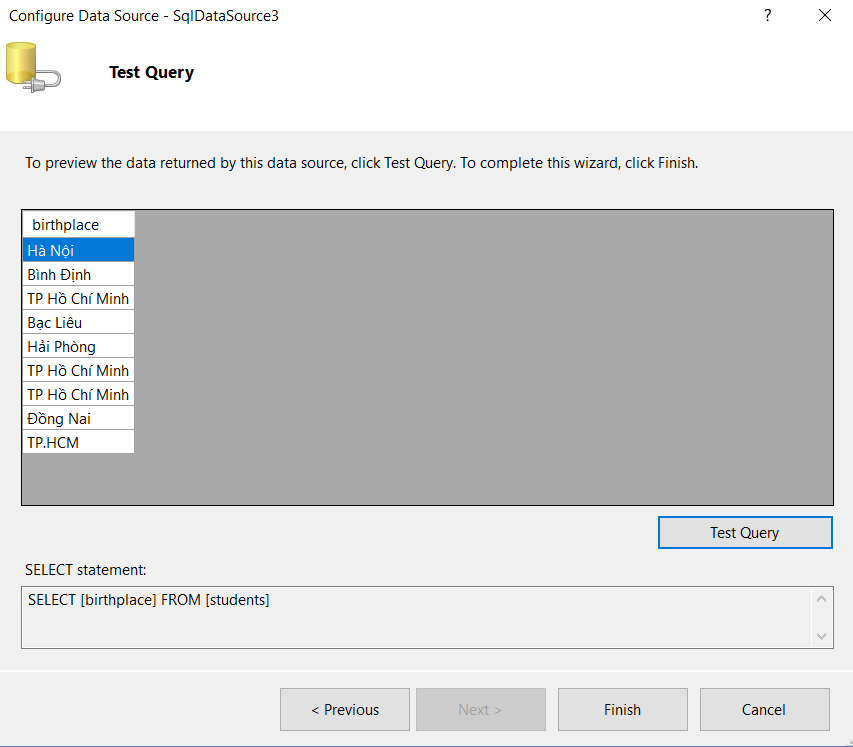 Configure Data Source - SqlDataSource3
?
Test Query
To preview the data returned by this data source, click Test Query. To complete this wizard, click Finish.
birthplace
Hà Nội
Bình Định
TP Hồ Chí Minh
Bạc Liêu
Hải Phòng
TP Hồ Chí Minh
TP Hồ Chí Minh
Đồng Nai
TP.HCM
Test Query
SELECT statement:
SELECT [birthplace] FROM [students]
< Previous
Next >
Finish
Cancel